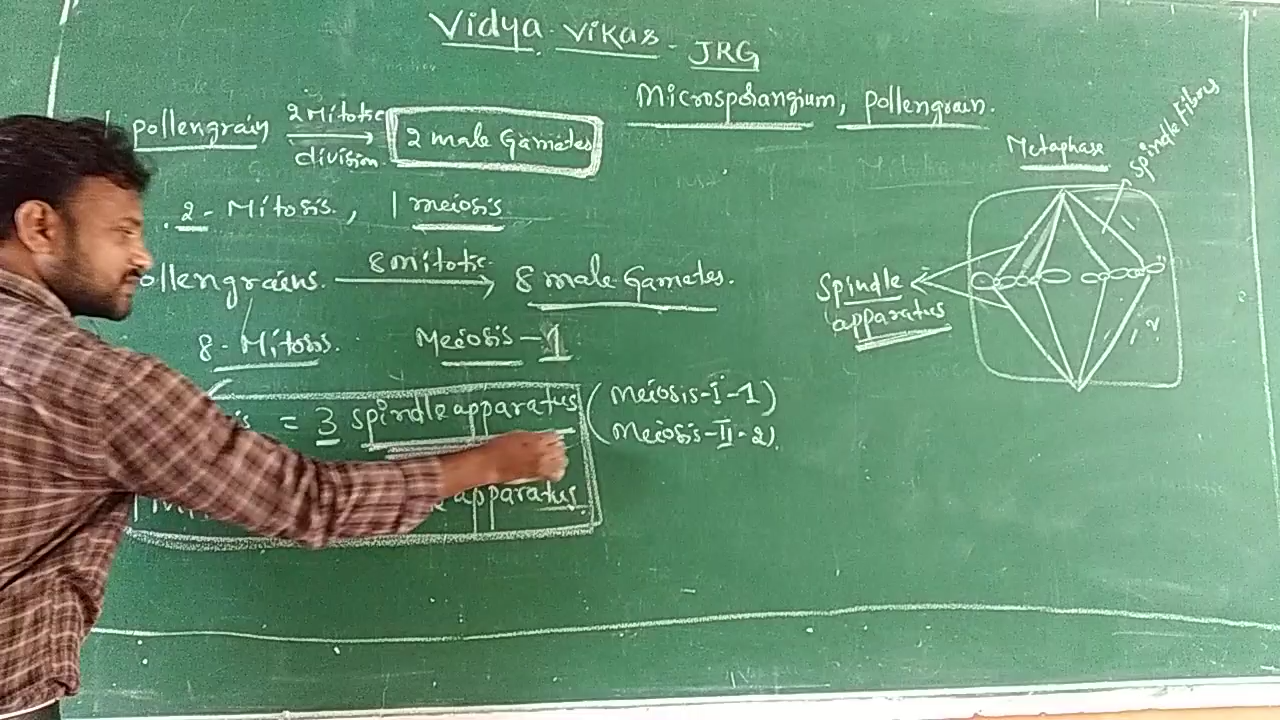 Vidya Vikas - JRG
Microsporangium, pollengrain.
pollengrain 2 Mitotic division. 2 male Gametes
2 - Mitosis, 1 meiosis
ollengrains 8 mitotic 8 male Gametes.
8 - Mitosis. Meiosis - 1
is = 3 spindle apparatus (Meiosis-I-1)
(Meiosis-II-2)
apparatus.
Metaphase
spindle fibres
Spindle
apparatus